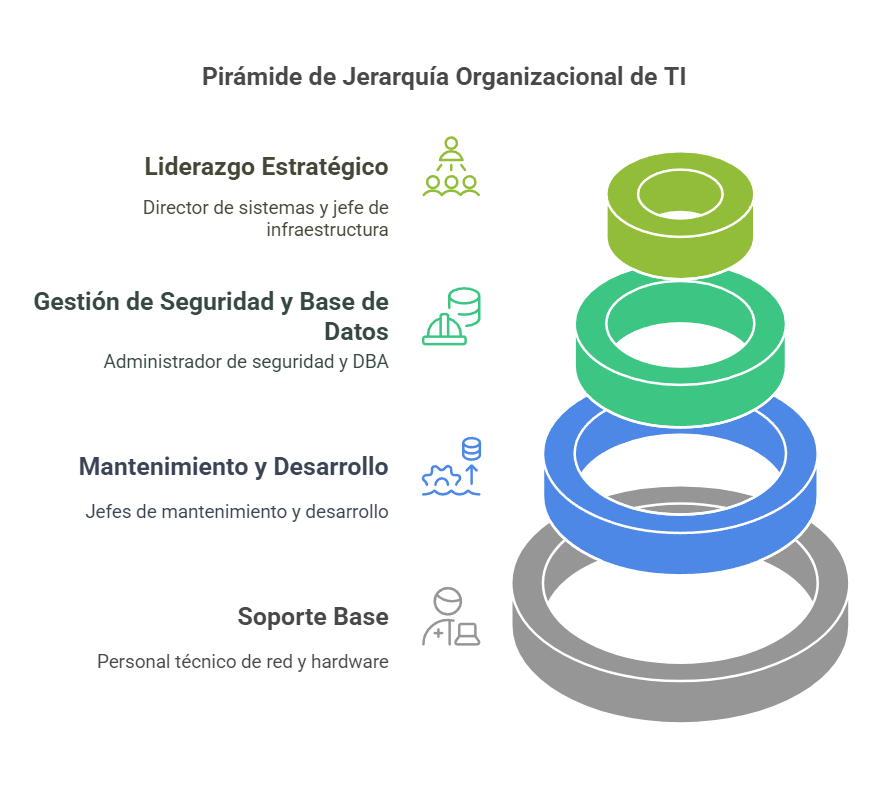 Pirámide de Jerarquía Organizacional de TI
Liderazgo Estratégico
Director de sistemas y jefe de
infraestructura
Gestión de Seguridad y Base de
Datos
Administrador de seguridad y DBA
Mantenimiento y Desarrollo
Jefes de mantenimiento y desarrollo
Soporte Base
Personal técnico de red y hardware